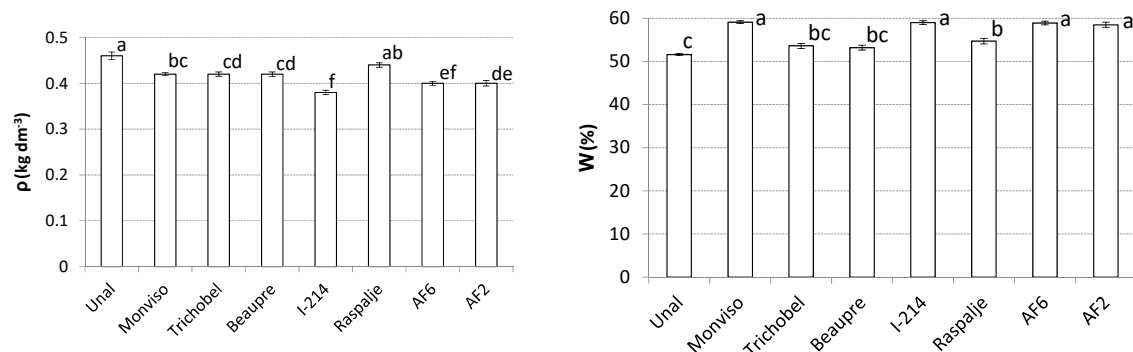 ρ (kg dm-3)
0.5
0.4
0.3
0.2
0.1
0
a
bc
cd
cd
f
ab
ef
de
Unal
Monviso
Trichobel
Beaupre
I-214
Raspalje
AF6
AF2
W (%)
60
50
40
30
20
10
0
c
a
bc
bc
a
b
a
a
Unal
Monviso
Trichobel
Beaupre
I-214
Raspalje
AF6
AF2